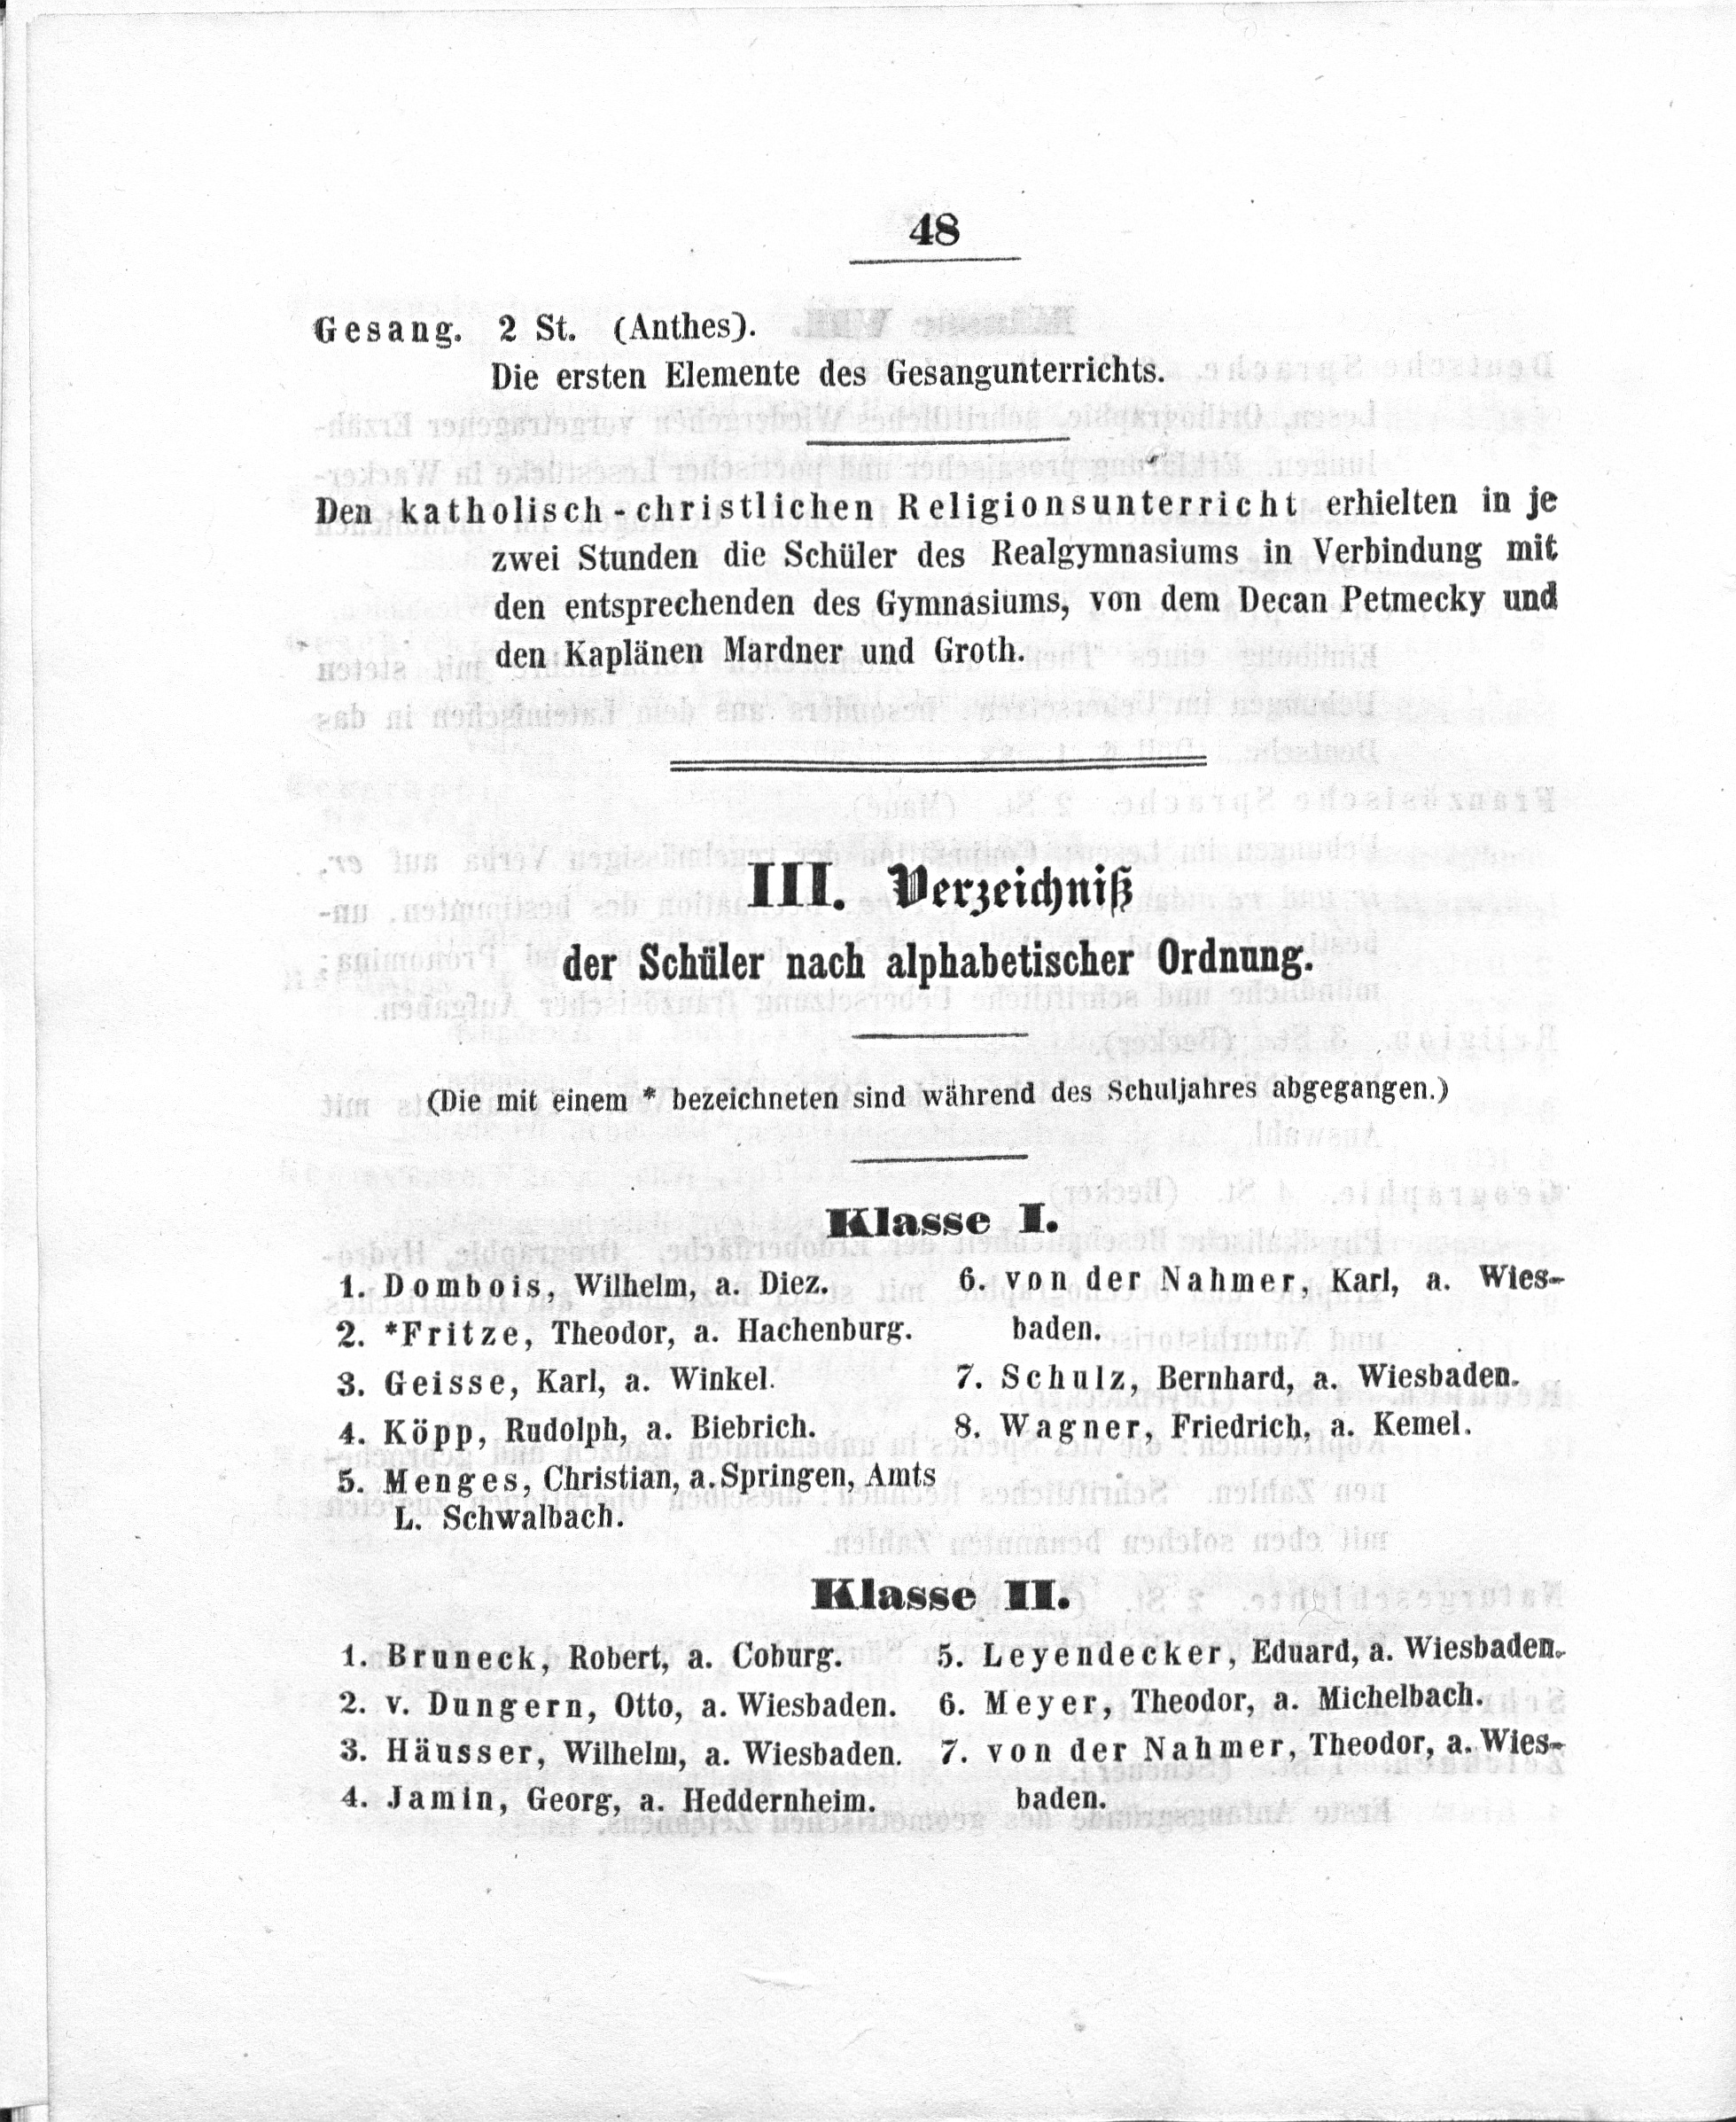 48
Gesang. 2 St. (Anthes).
Die ersten Elemente des Gesangunterrichts.
Den katholisch-christlichen Religionsunterricht erhielten in je
zwei Stunden die Schüler des Realgymnasiums in Verbindung mit
den entsprechenden des Gymnasiums, von dem Decan Petmecky und
den Kaplänen Mardner und Groth.
III. Verzeichniß
der Schüler nach alphabetischer Ordnung.
(Die mit einem * bezeichneten sind während des Schuljahres abgegangen.)
Klasse I.
1. Dombois, Wilhelm, a. Diez.
2. *Fritze, Theodor, a. Hachenburg.
3. Geisse, Karl, a. Winkel.
4. Köpp, Rudolph, a. Biebrich.
5. Menges, Christian, a. Springen, Amts
L. Schwalbach.
6. von der Nahmer, Karl, a. Wies-
baden.
7. Schulz, Bernhard, a. Wiesbaden.
8. Wagner, Friedrich, a. Kemel.
Klasse II.
1. Bruneck, Robert, a. Coburg.
2. v. Dungern, Otto, a. Wiesbaden.
3. Häusser, Wilhelm, a. Wiesbaden.
4. Jamin, Georg, a. Heddernheim.
5. Leyendecker, Eduard, a. Wiesbaden.
6. Meyer, Theodor, a. Michelbach.
7. von der Nahmer, Theodor, a. Wies-
baden.